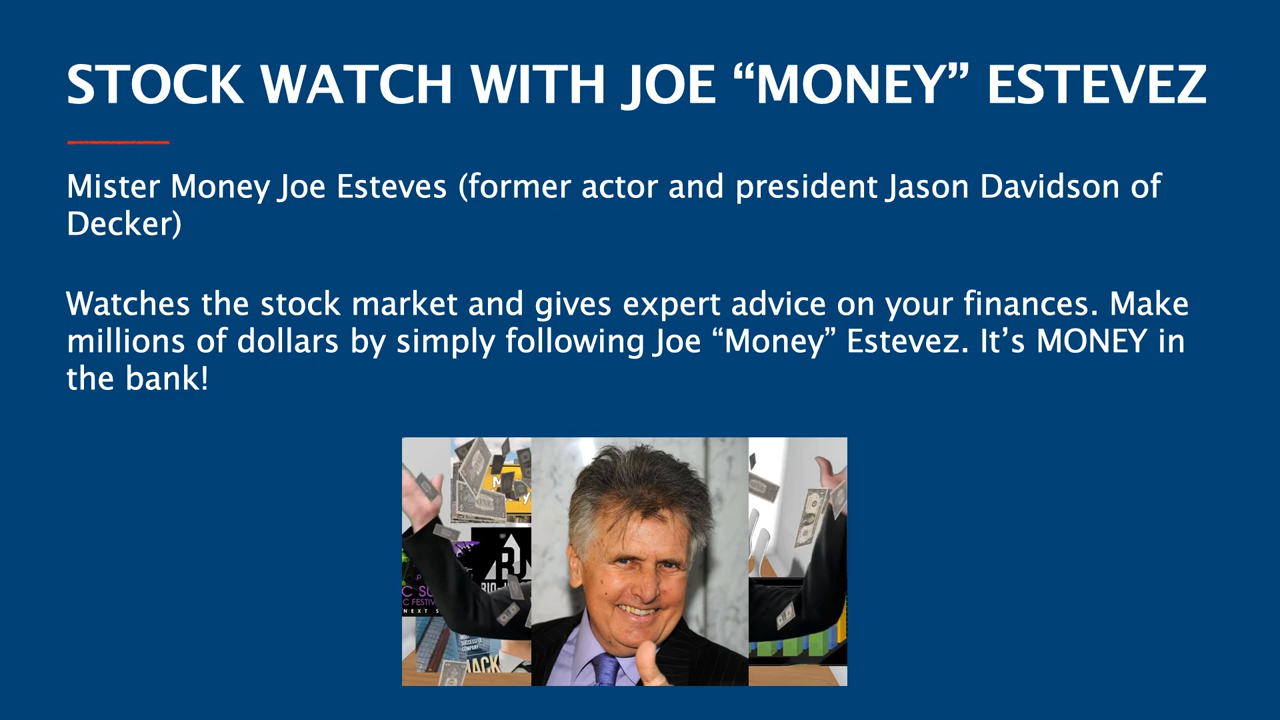 STOCK WATCH WITH JOE “MONEY” ESTEVEZ
Mister Money Joe Esteves (former actor and president Jason Davidson of
Decker)
Watches the stock market and gives expert advice on your finances. Make
millions of dollars by simply following Joe “Money” Estevez. It’s MONEY in
the bank!